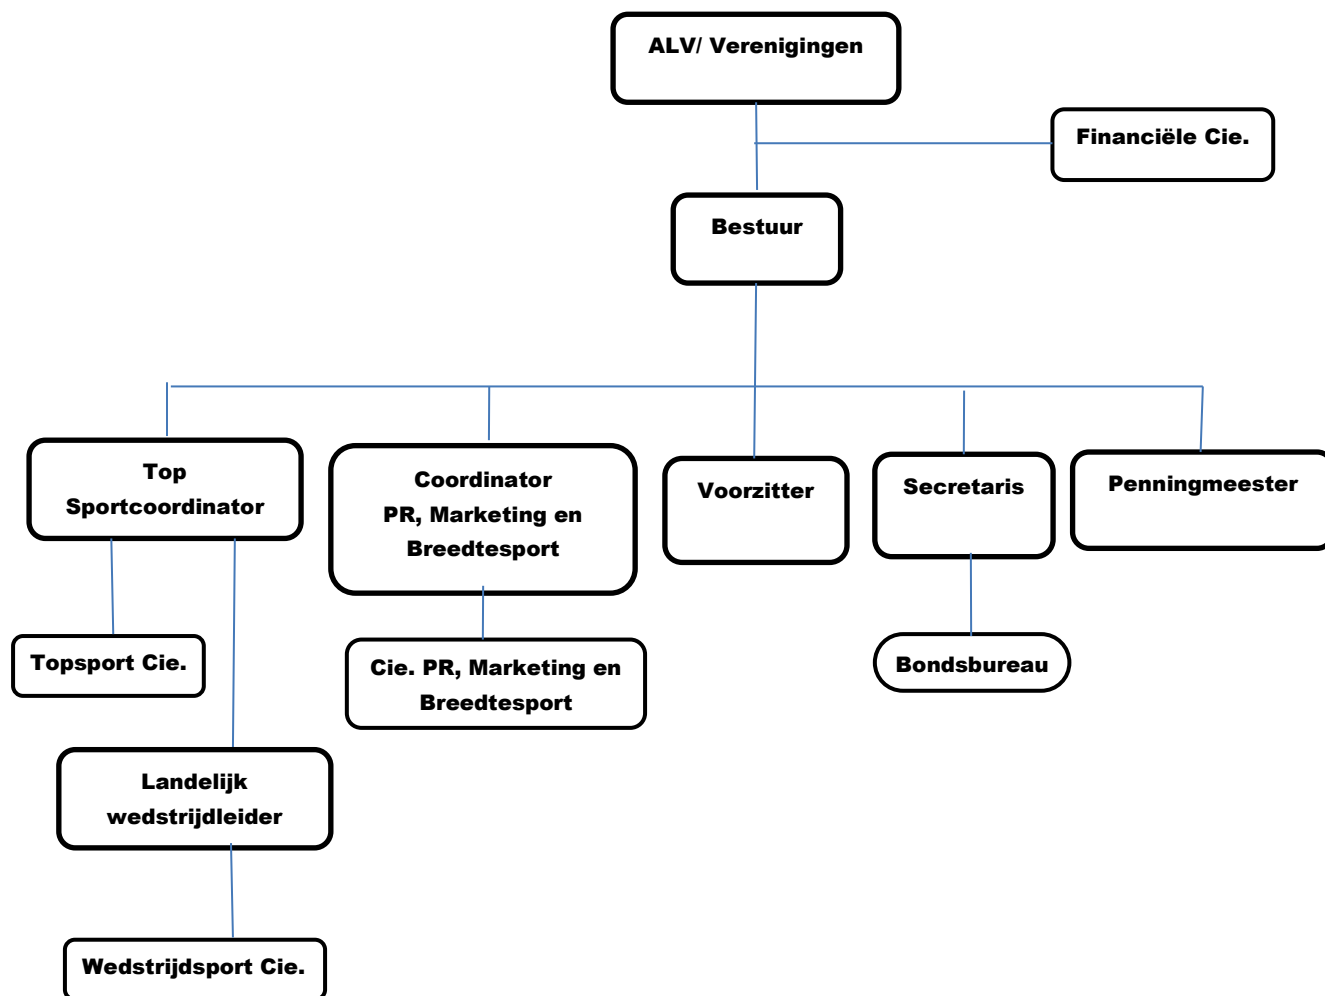 ALV/ Verenigingen
Financiële Cie.
Bestuur
Top
Sportcoordinator
Coordinator
PR, Marketing en
Breedtesport
Voorzitter
Secretaris
Penningmeester
Topsport Cie.
Cie. PR, Marketing en
Breedtesport
Bondsbureau
Landelijk
wedstrijdleider
Wedstrijdsport Cie.